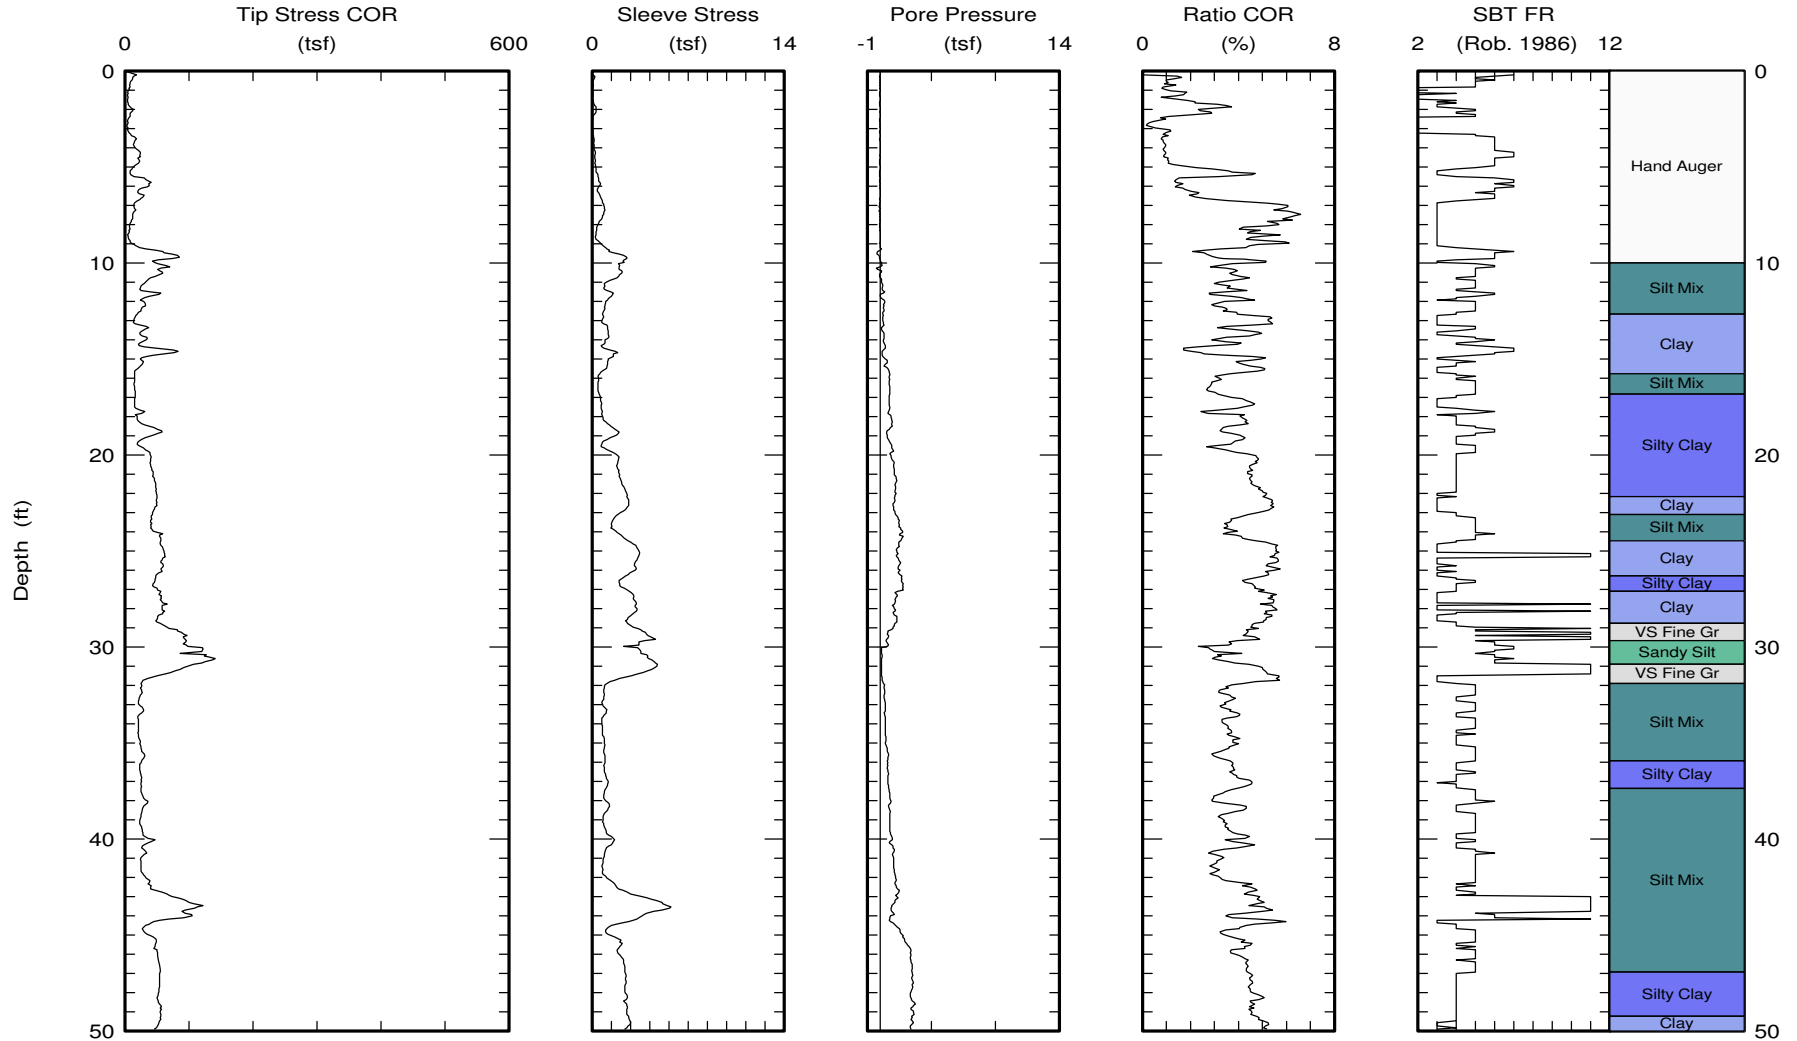 Tip Stress COR Sleeve Stress Pore Pressure Ratio COR SBT FR
0 (tsf) 600 0 (tsf) 14 -1 (tsf) 14 0 (%) 8 2 (Rob. 1986) 12
0 0
Hand Auger
10 10
Silt Mix
Clay
Silt Mix
Silty Clay
20 20
Clay
Silt Mix
Depth (ft)
Clay
Silty Clay
Clay
VS Fine Gr
30 30
Sandy Silt
VS Fine Gr
Silt Mix
Silty Clay
40 40
Silt Mix
Silty Clay
Clay
50 50